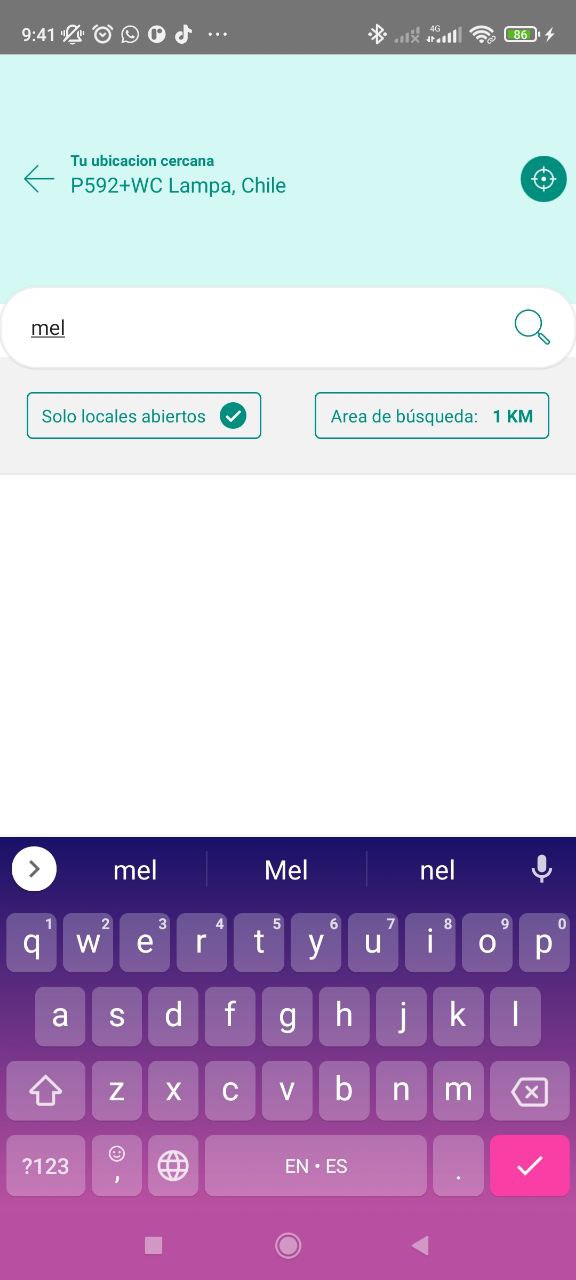 9:41
4G
86
Tu ubicacion cercana
P592+WC Lampa, Chile
mel
Solo locales abiertos
Area de búsqueda: 1 KM
mel Mel nel
1 2 3 4 5 6 7 8 9 0
q w e r t y u i o p
a s d f g h j k l
z x c v b n m
?123 , EN • ES .